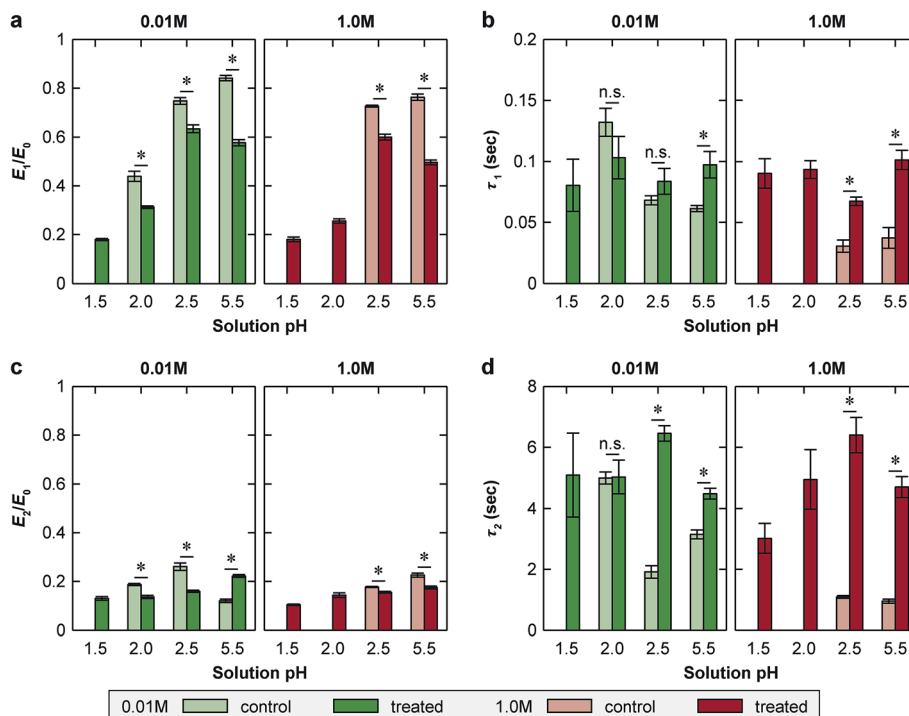 a
0.01M 1.0M
E1/E0
1
0.8
0.6
0.4
0.2
0
* * * * *
1.5 2.0 2.5 5.5 1.5 2.0 2.5 5.5
Solution pH
b
0.01M 1.0M
τ1 (sec)
0.2
0.15
0.1
0.05
0
n.s. n.s. * * *
1.5 2.0 2.5 5.5 1.5 2.0 2.5 5.5
Solution pH
c
0.01M 1.0M
E2/E0
1
0.8
0.6
0.4
0.2
0
* * * * *
1.5 2.0 2.5 5.5 1.5 2.0 2.5 5.5
Solution pH
d
0.01M 1.0M
τ2 (sec)
8
6
4
2
0
n.s. * * * *
1.5 2.0 2.5 5.5 1.5 2.0 2.5 5.5
Solution pH
0.01M control treated 1.0M control treated